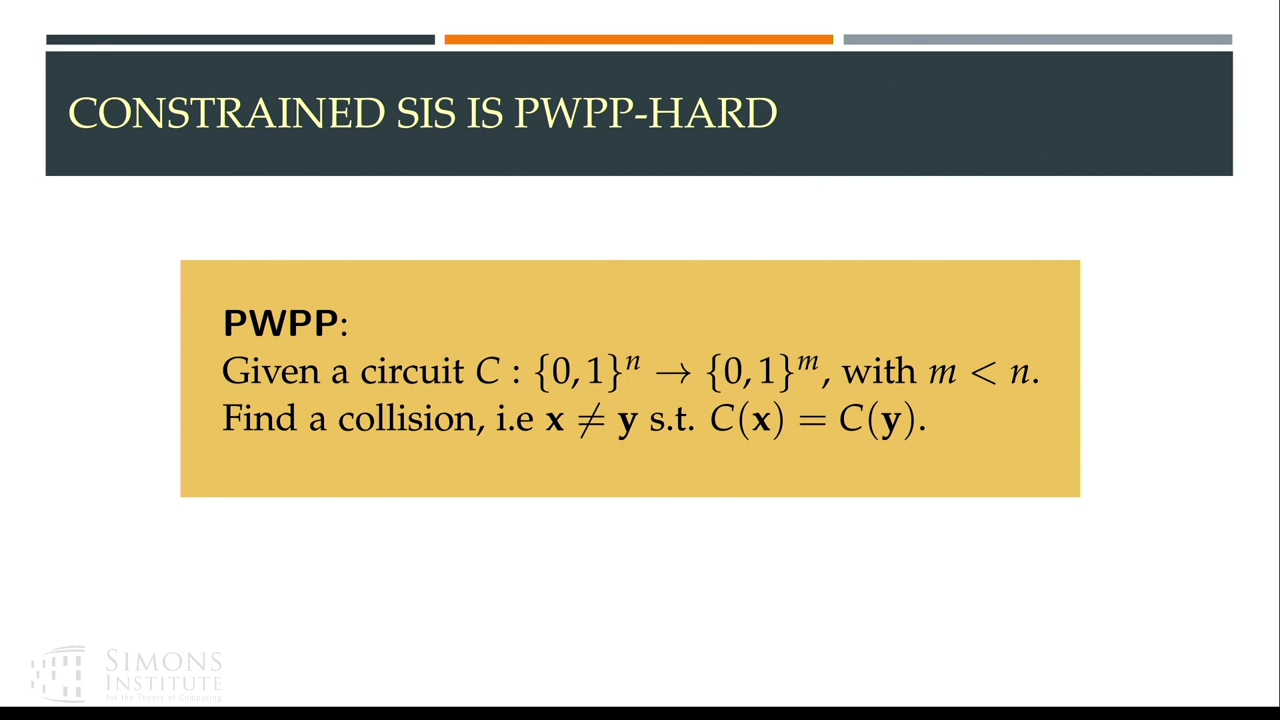 CONSTRAINED SIS IS PWPP-HARD
PWPP:
Given a circuit C : {0, 1}ⁿ → {0, 1}ᵐ, with m < n.
Find a collision, i.e x ≠ y s.t. C(x) = C(y).
SIMONS
INSTITUTE
for the Theory of Computing